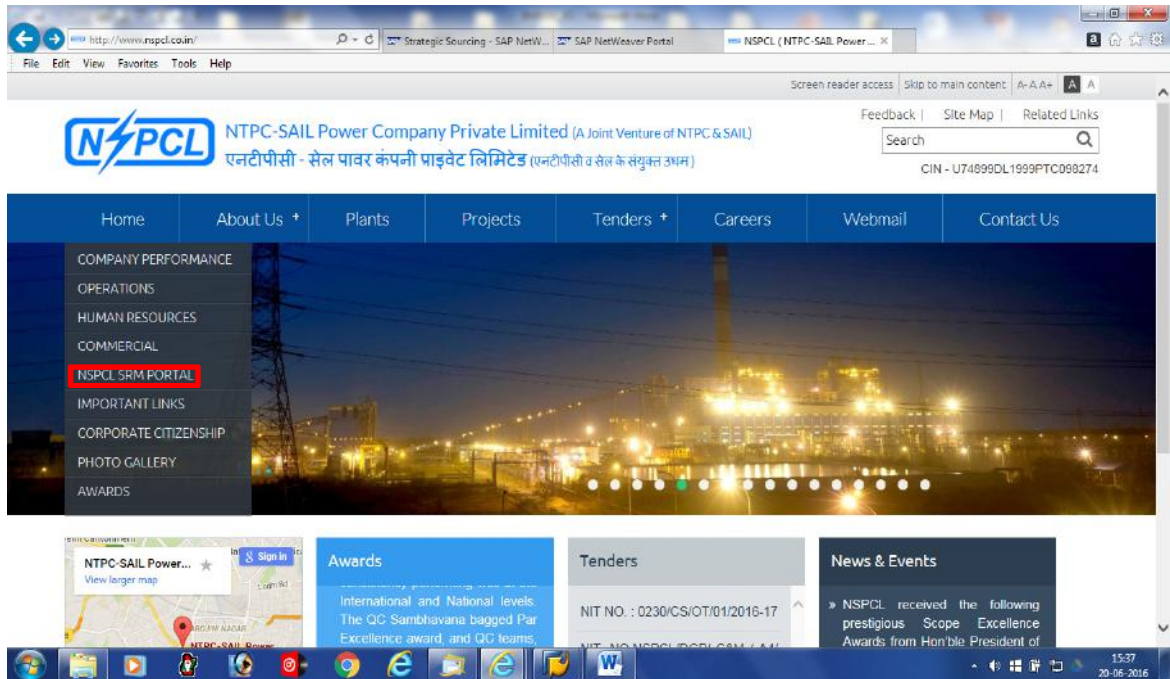 http://www.nspcl.co.in/
Strategic Sourcing - SAP NetW...
SAP NetWeaver Portal
NSPCL ( NTPC-SAIL Power ...
File Edit View Favorites Tools Help
Screen reader access Skip to main content A- A A+ A A
Feedback | Site Map | Related Links
NSPCL
NTPC-SAIL Power Company Private Limited (A Joint Venture of NTPC & SAIL)
Search
एनटीपीसी - सेल पावर कंपनी प्राइवेट लिमिटेड (एनटीपीसी व सेल के संयुक्त उधम )
CIN - U74899DL1999PTC098274
Home About Us + Plants Projects Tenders + Careers Webmail Contact Us
COMPANY PERFORMANCE
OPERATIONS
HUMAN RESOURCES
COMMERCIAL
NSPCL SRM PORTAL
IMPORTANT LINKS
CORPORATE CITIZENSHIP
PHOTO GALLERY
AWARDS
NTPC-SAIL Power...
View larger map
Sign in
NTPC-SAIL Power
Awards
International and National levels.
The QC Sambhavana bagged Par
Excellence award, and QC teams,
Tenders
NIT NO. : 0230/CS/OT/01/2016-17
News & Events
» NSPCL received the following
prestigious Scope Excellence
Awards from Hon'ble President of
15:37
20-06-2016